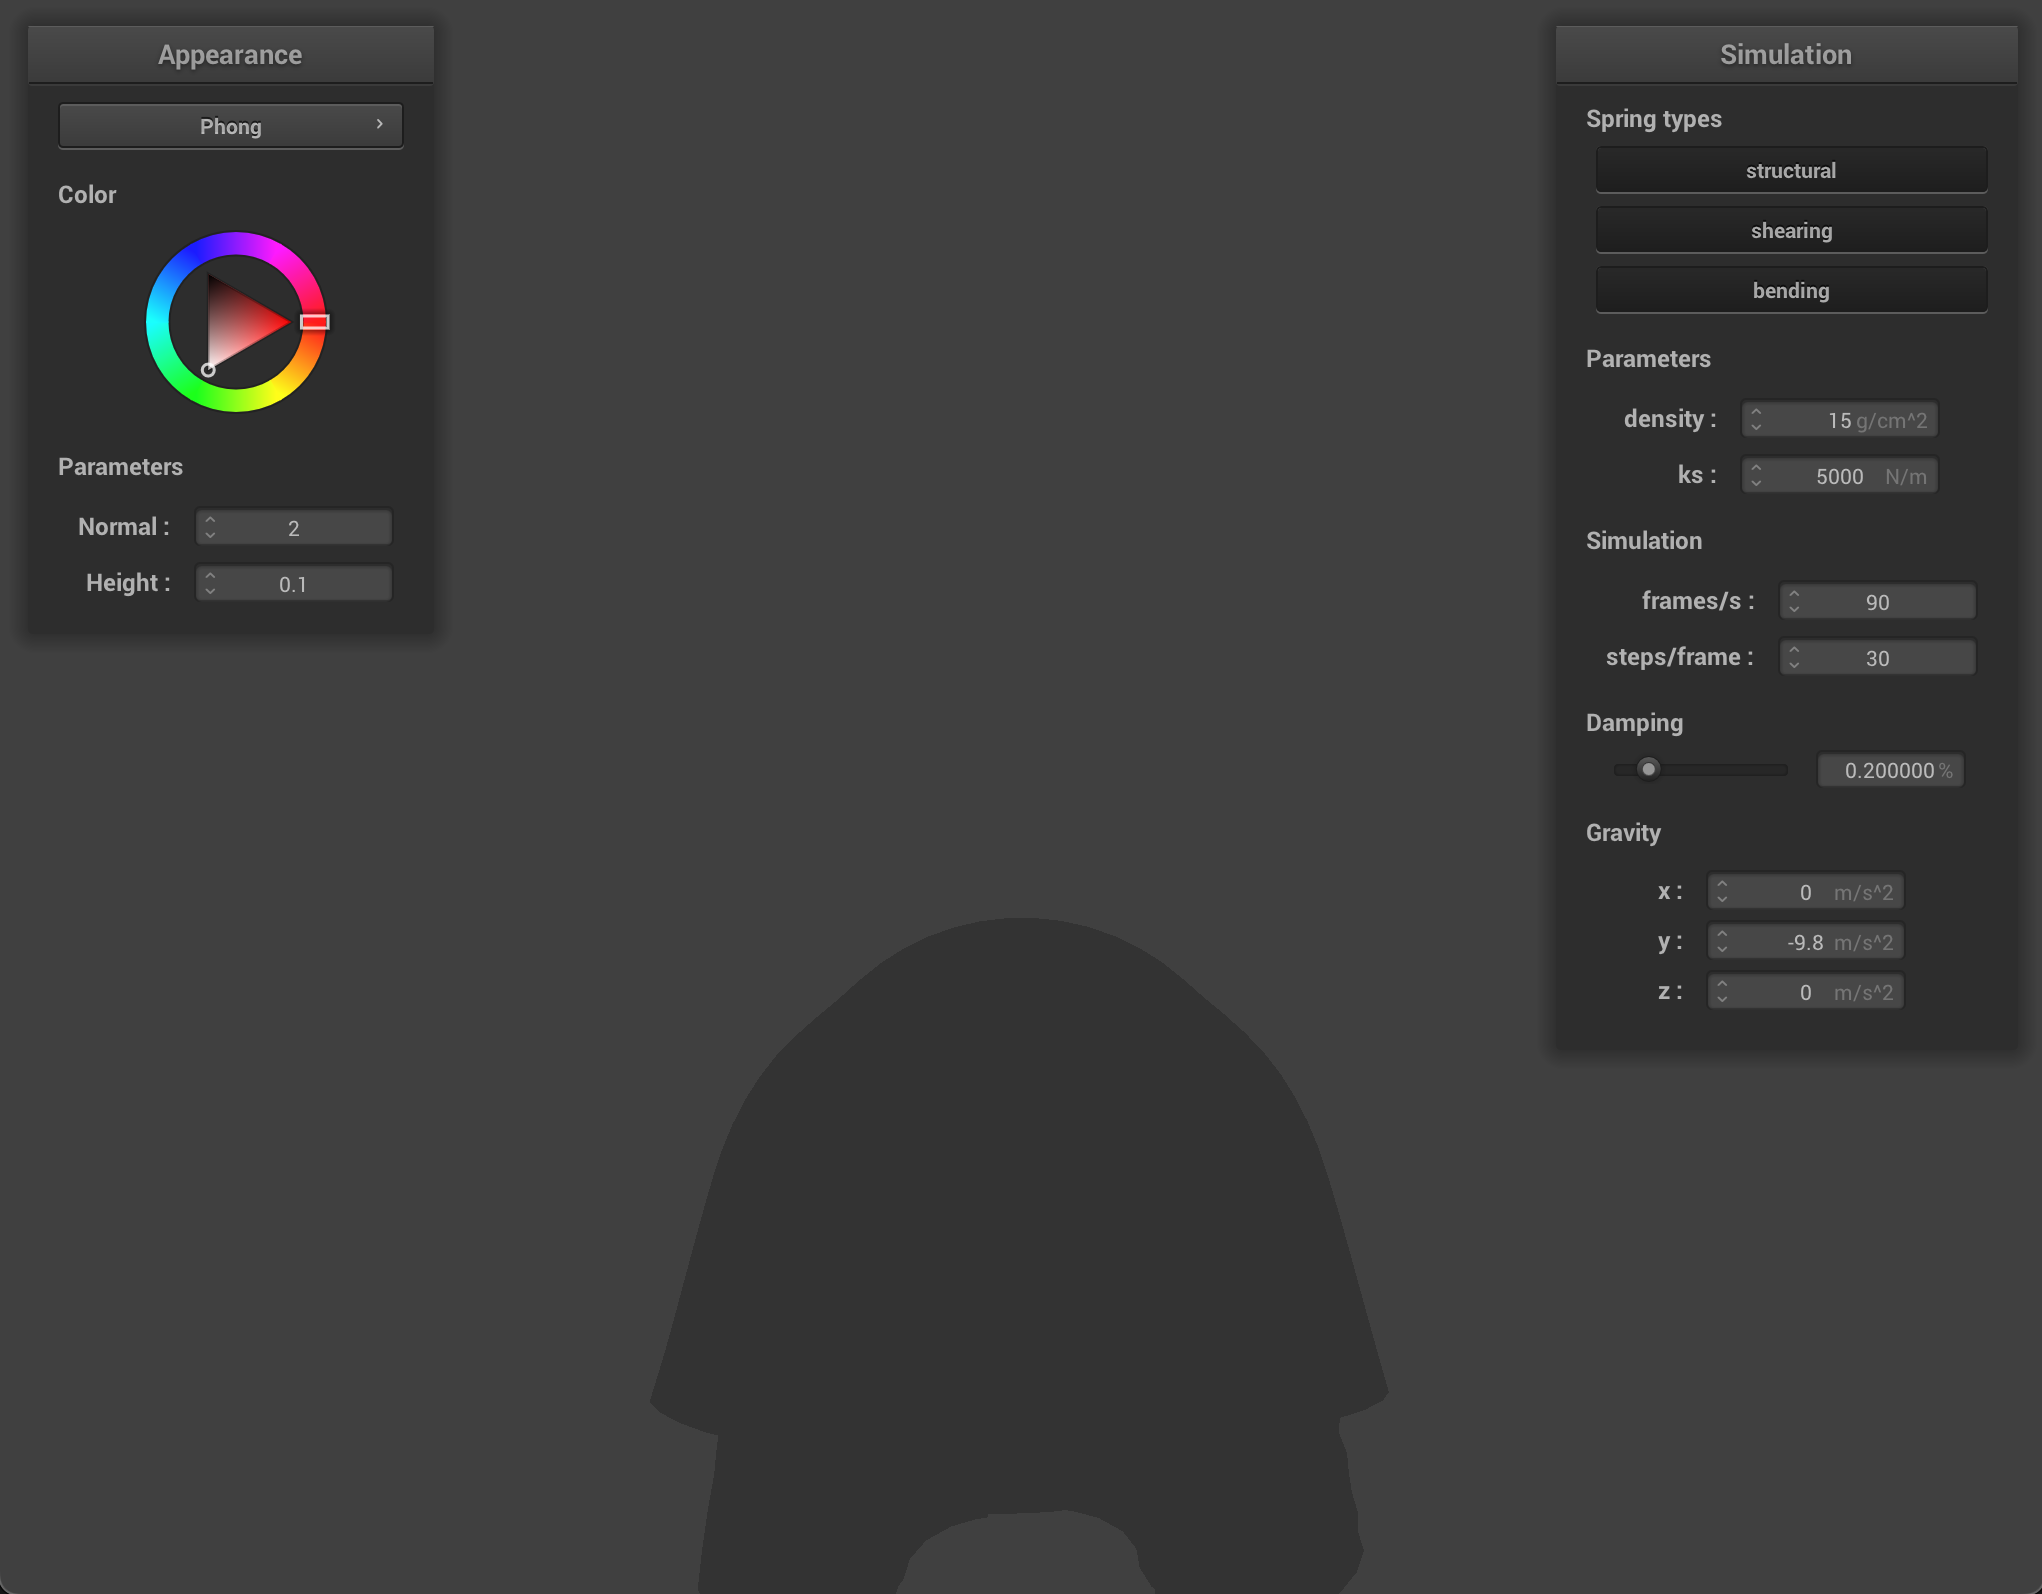 Appearance
Phong
Color
Parameters
Normal : 2
Height : 0.1
Simulation
Spring types
structural
shearing
bending
Parameters
density : 15 g/cm^2
ks : 5000 N/m
Simulation
frames/s : 90
steps/frame : 30
Damping
0.200000 %
Gravity
x : 0 m/s^2
y : -9.8 m/s^2
z : 0 m/s^2